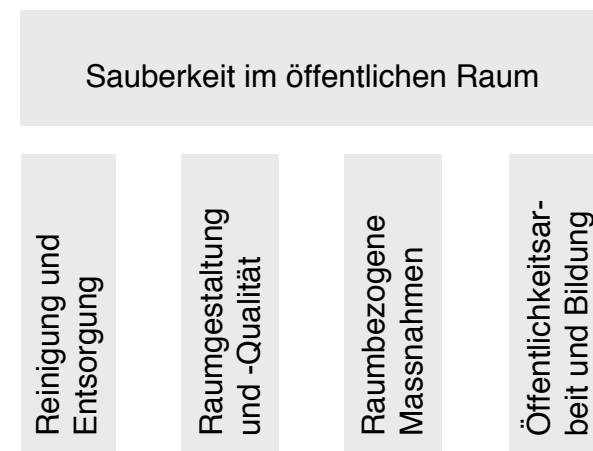 Sauberkeit im öffentlichen Raum
Reinigung und
Entsorgung
Raumgestaltung
und -Qualität
Raumbezogene
Massnahmen
Öffentlichkeitsar-
beit und Bildung